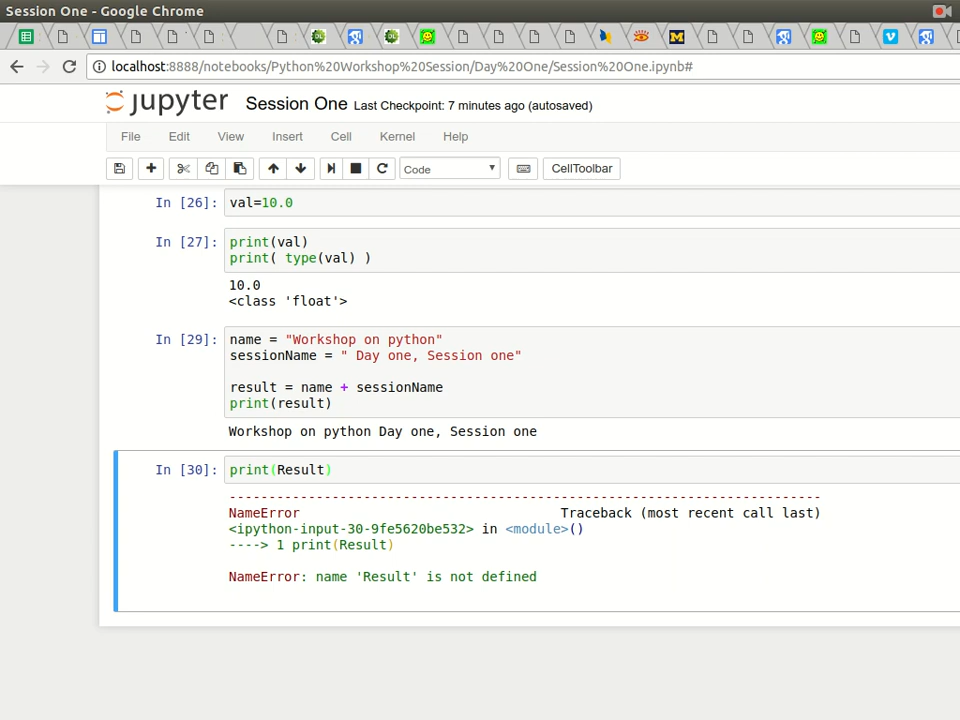 Session One - Google Chrome
localhost:8888/notebooks/Python%20Workshop%20Session/Day%20One/Session%20One.ipynb#
jupyter Session One Last Checkpoint: 7 minutes ago (autosaved)
File Edit View Insert Cell Kernel Help
Code CellToolbar
In [26]: val=10.0
In [27]: print(val)
print( type(val) )
10.0
<class 'float'>
In [29]: name = "Workshop on python"
sessionName = " Day one, Session one"
result = name + sessionName
print(result)
Workshop on python Day one, Session one
In [30]: print(Result)
---------------------------------------------------------------------------
NameError Traceback (most recent call last)
<ipython-input-30-9fe5620be532> in <module>()
----> 1 print(Result)
NameError: name 'Result' is not defined